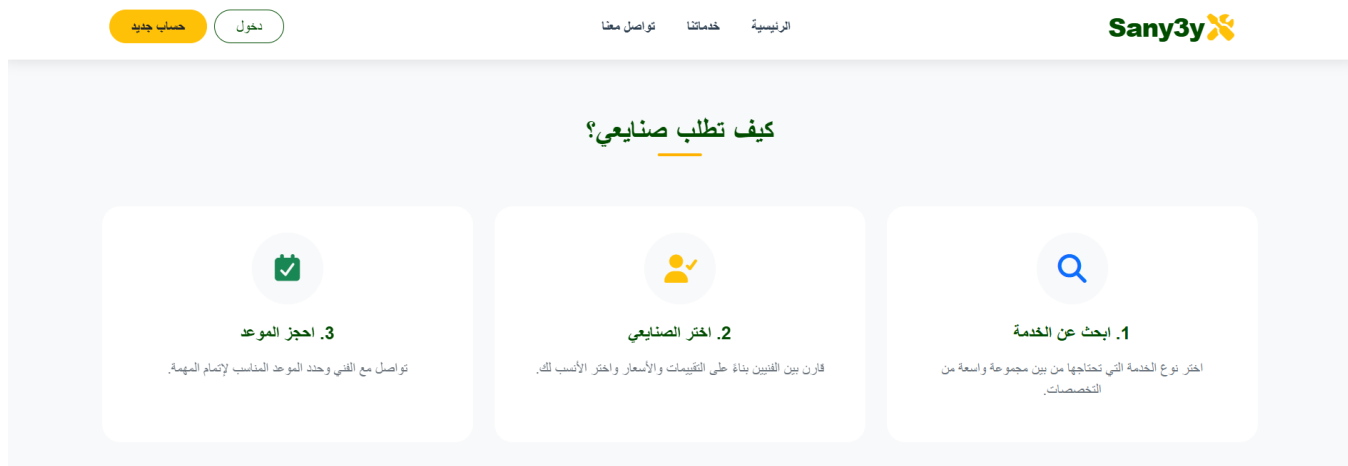 Sany3y
الرئيسية
خدماتنا
تواصل معنا
دخول
حساب جديد
كيف تطلب صنايعي؟
1. ابحث عن الخدمة
اختر نوع الخدمة التي تحتاجها من بين مجموعة واسعة من
التخصصات.
2. اختر الصنايعي
قارن بين الفنيين بناءً على التقييمات والأسعار واختر الأنسب لك.
3. احجز الموعد
تواصل مع الفني وحدد الموعد المناسب لإتمام المهمة.